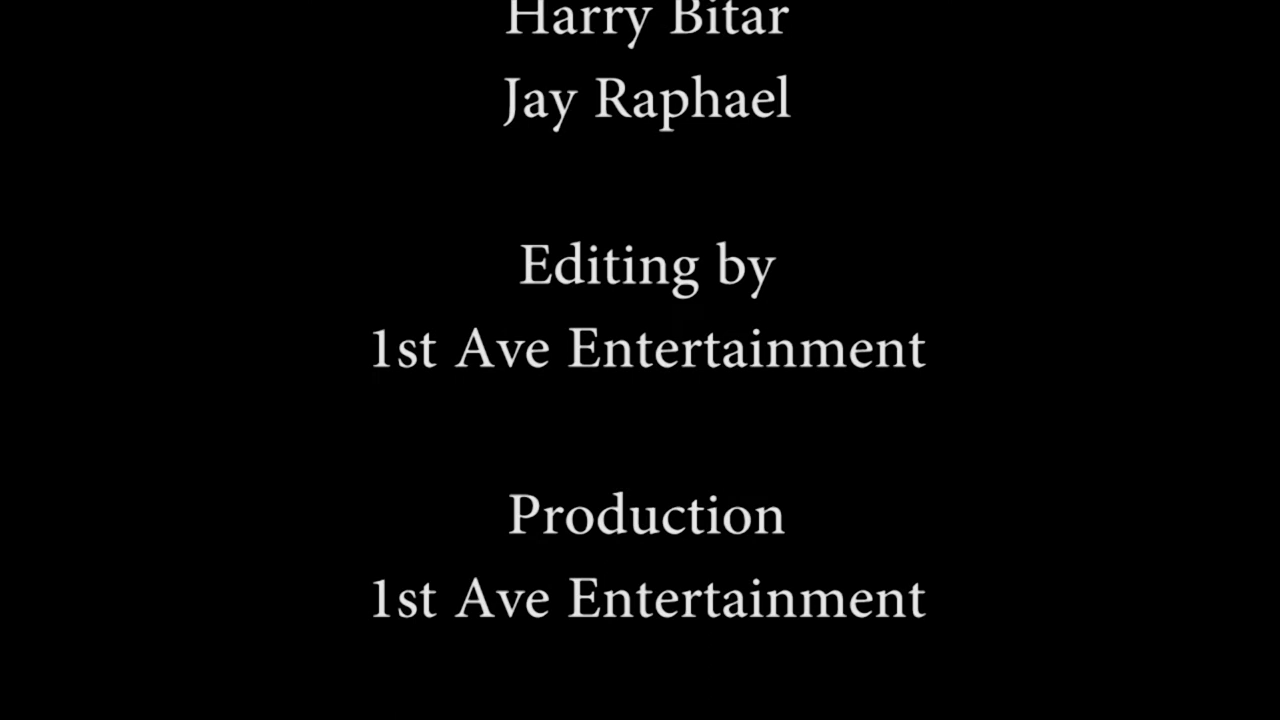 Harry Bitar
Jay Raphael
Editing by
1st Ave Entertainment
Production
1st Ave Entertainment